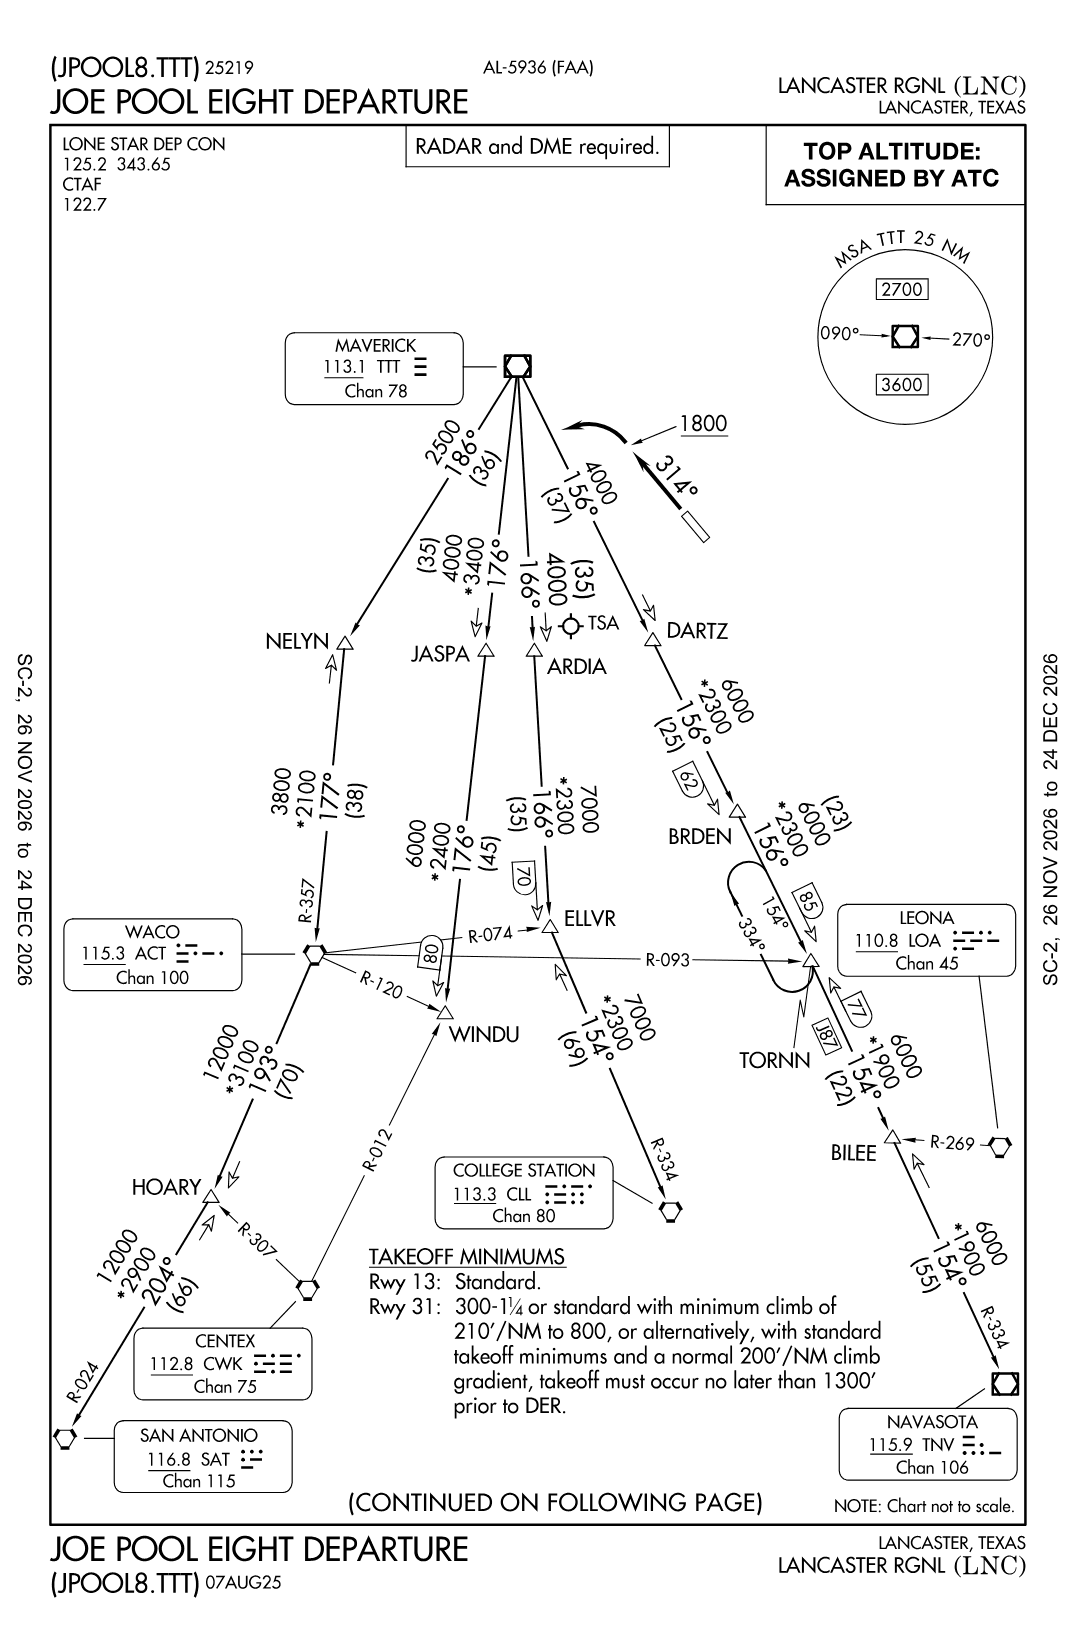 (JPOOL8.TTT) 25219
AL-5936 (FAA)
LANCASTER RGNL (LNC)
JOE POOL EIGHT DEPARTURE
LANCASTER, TEXAS
LONE STAR DEP CON
125.2 343.65
CTAF
122.7
RADAR and DME required.
TOP ALTITUDE:
ASSIGNED BY ATC
MSA TTT 25 NM
2700
090°
270°
3600
MAVERICK
113.1 TTT
Chan 78
1800
314°
2500
186°
(36)
(35)
4000
*3400
176°
166°
4000
(35)
4000
156°
(37)
TSA
NELYN
JASPA
ARDIA
DARTZ
6000
*2300
156°
(25)
62
3800
*2100
177°
(38)
6000
*2400
176°
(45)
7000
*2300
166°
(35)
70
BRDEN
(23)
6000
*2300
156°
85
154°
334°
R-357
WACO
115.3 ACT
Chan 100
R-074
80
ELLVR
R-093
R-120
WINDU
LEONA
110.8 LOA
Chan 45
TORNN
77
J87
6000
*1900
154°
(22)
7000
*2300
154°
(69)
12000
*3100
193°
(70)
R-012
R-334
BILEE
R-269
HOARY
R-307
COLLEGE STATION
113.3 CLL
Chan 80
12000
*2900
204°
(66)
R-024
6000
*1900
154°
(55)
R-334
TAKEOFF MINIMUMS
Rwy 13: Standard.
Rwy 31: 300-1¼ or standard with minimum climb of
210'/NM to 800, or alternatively, with standard
takeoff minimums and a normal 200'/NM climb
gradient, takeoff must occur no later than 1300'
prior to DER.
CENTEX
112.8 CWK
Chan 75
SAN ANTONIO
116.8 SAT
Chan 115
NAVASOTA
115.9 TNV
Chan 106
(CONTINUED ON FOLLOWING PAGE)
NOTE: Chart not to scale.
JOE POOL EIGHT DEPARTURE
(JPOOL8.TTT) 07AUG25
LANCASTER, TEXAS
LANCASTER RGNL (LNC)
SC-2, 26 NOV 2026 to 24 DEC 2026
SC-2, 26 NOV 2026 to 24 DEC 2026